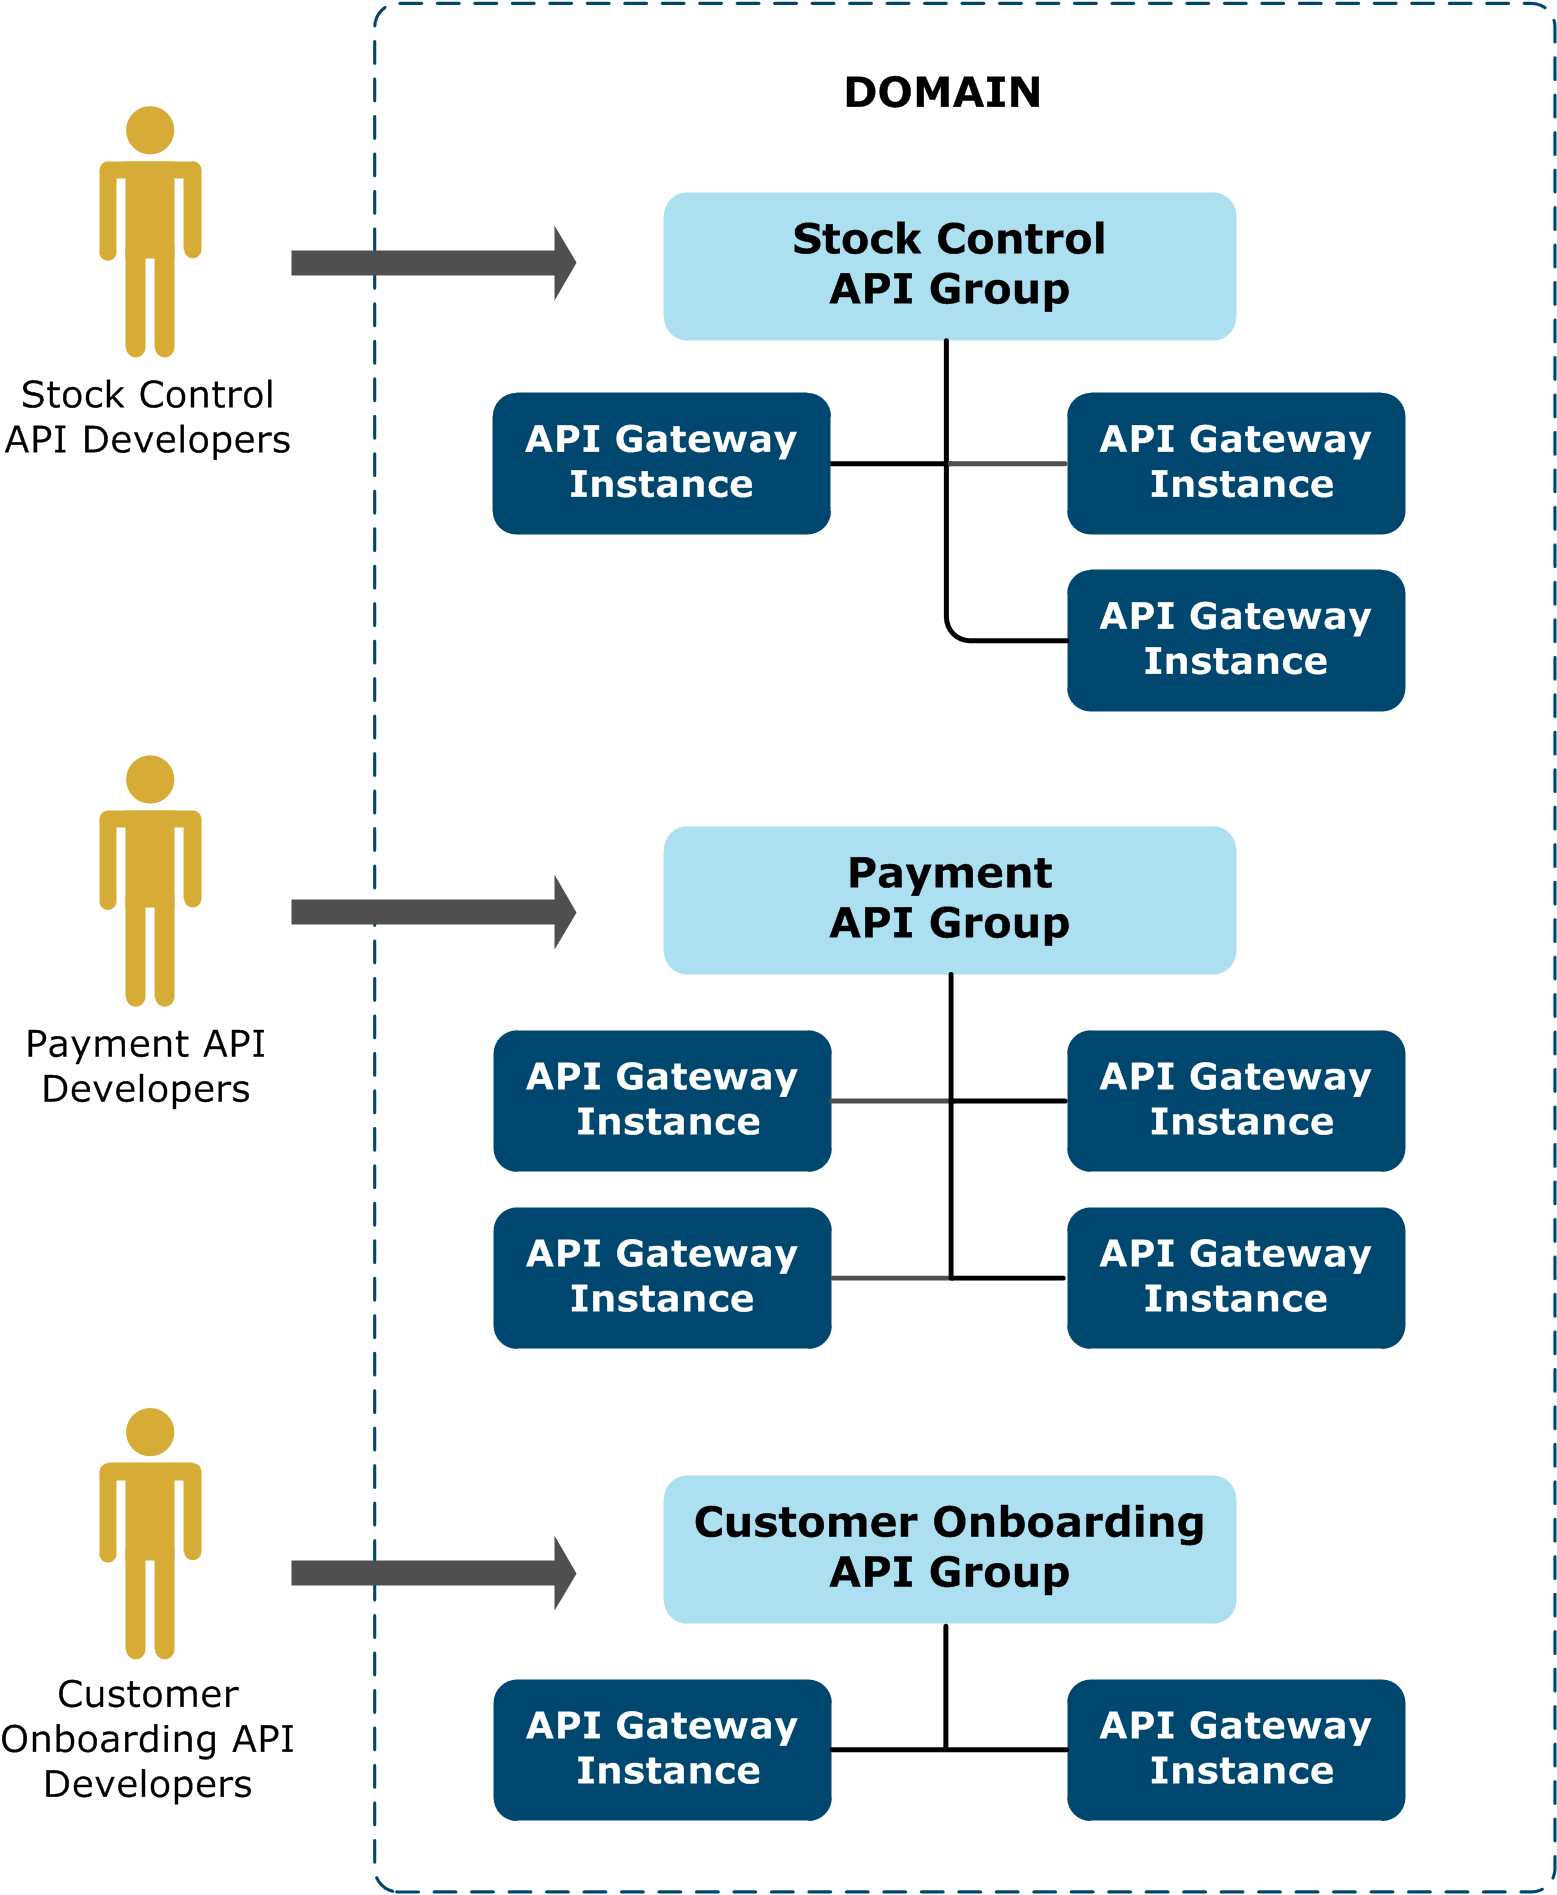 DOMAIN
Stock Control
API Developers
Stock Control
API Group
API Gateway
Instance
API Gateway
Instance
API Gateway
Instance
Payment API
Developers
Payment
API Group
API Gateway
Instance
API Gateway
Instance
API Gateway
Instance
API Gateway
Instance
Customer
Onboarding API
Developers
Customer Onboarding
API Group
API Gateway
Instance
API Gateway
Instance